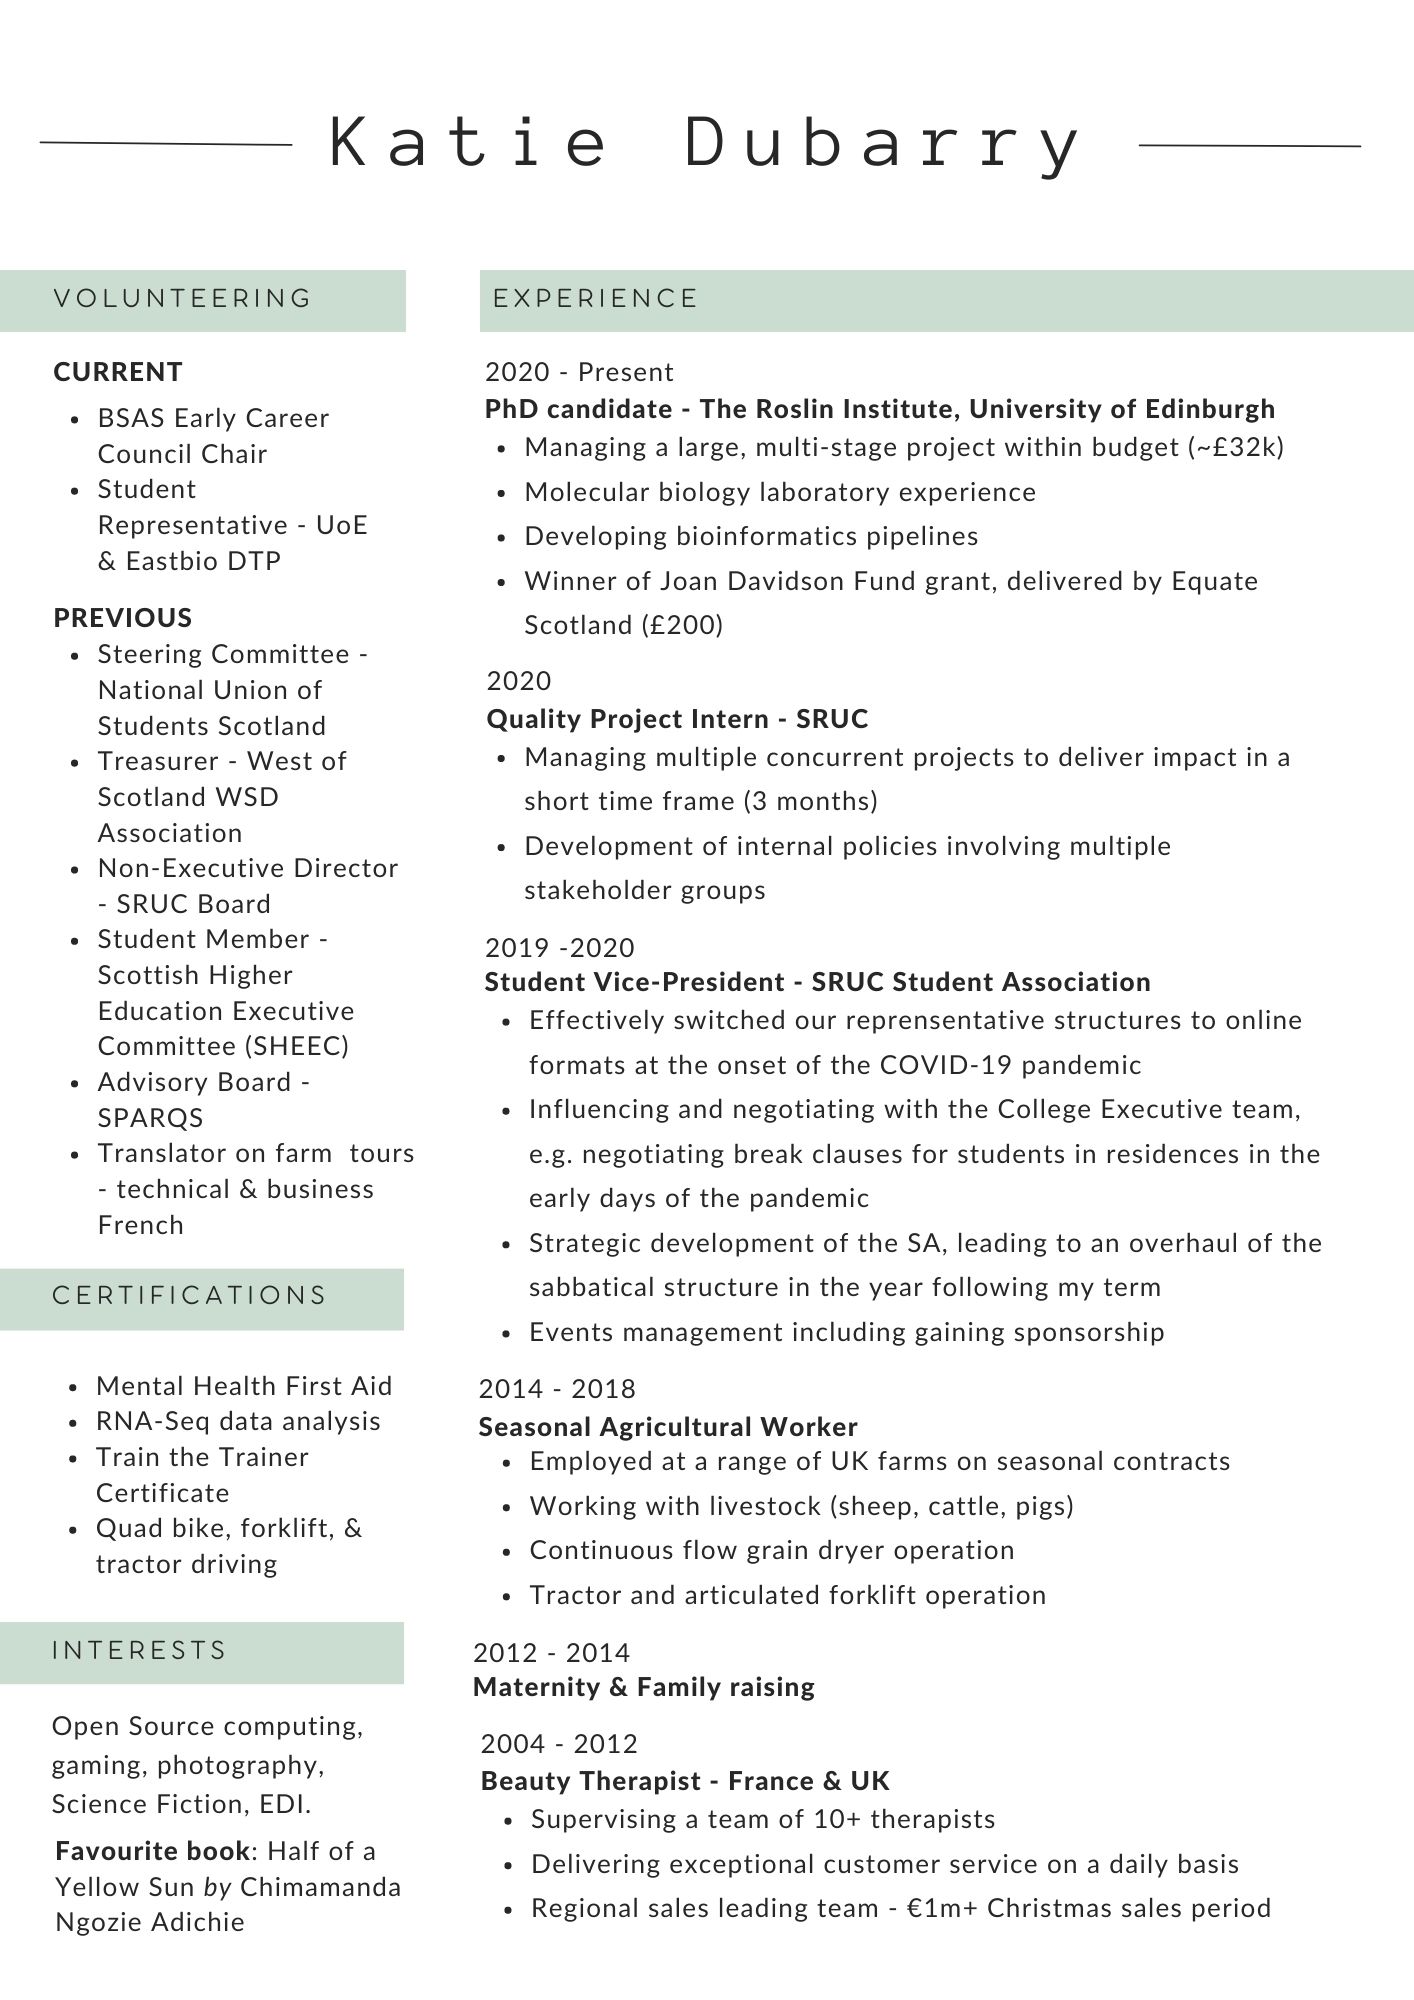 Katie Dubarry
VOLUNTEERING
CURRENT
• BSAS Early Career
Council Chair
• Student
Representative - UoE
& Eastbio DTP
PREVIOUS
• Steering Committee -
National Union of
Students Scotland
• Treasurer - West of
Scotland WSD
Association
• Non-Executive Director
- SRUC Board
• Student Member -
Scottish Higher
Education Executive
Committee (SHEEC)
• Advisory Board -
SPARQS
• Translator on farm  tours
- technical & business
French
CERTIFICATIONS
• Mental Health First Aid
• RNA-Seq data analysis
• Train the Trainer
Certificate
• Quad bike, forklift, &
tractor driving
INTERESTS
Open Source computing,
gaming, photography,
Science Fiction, EDI.
Favourite book: Half of a
Yellow Sun by Chimamanda
Ngozie Adichie
EXPERIENCE
2020 - Present
PhD candidate - The Roslin Institute, University of Edinburgh
• Managing a large, multi-stage project within budget (~£32k)
• Molecular biology laboratory experience
• Developing bioinformatics pipelines
• Winner of Joan Davidson Fund grant, delivered by Equate
Scotland (£200)
2020
Quality Project Intern - SRUC
• Managing multiple concurrent projects to deliver impact in a
short time frame (3 months)
• Development of internal policies involving multiple
stakeholder groups
2019 -2020
Student Vice-President - SRUC Student Association
• Effectively switched our reprensentative structures to online
formats at the onset of the COVID-19 pandemic
• Influencing and negotiating with the College Executive team,
e.g. negotiating break clauses for students in residences in the
early days of the pandemic
• Strategic development of the SA, leading to an overhaul of the
sabbatical structure in the year following my term
• Events management including gaining sponsorship
2014 - 2018
Seasonal Agricultural Worker
• Employed at a range of UK farms on seasonal contracts
• Working with livestock (sheep, cattle, pigs)
• Continuous flow grain dryer operation
• Tractor and articulated forklift operation
2012 - 2014
Maternity & Family raising
2004 - 2012
Beauty Therapist - France & UK
• Supervising a team of 10+ therapists
• Delivering exceptional customer service on a daily basis
• Regional sales leading team - €1m+ Christmas sales period